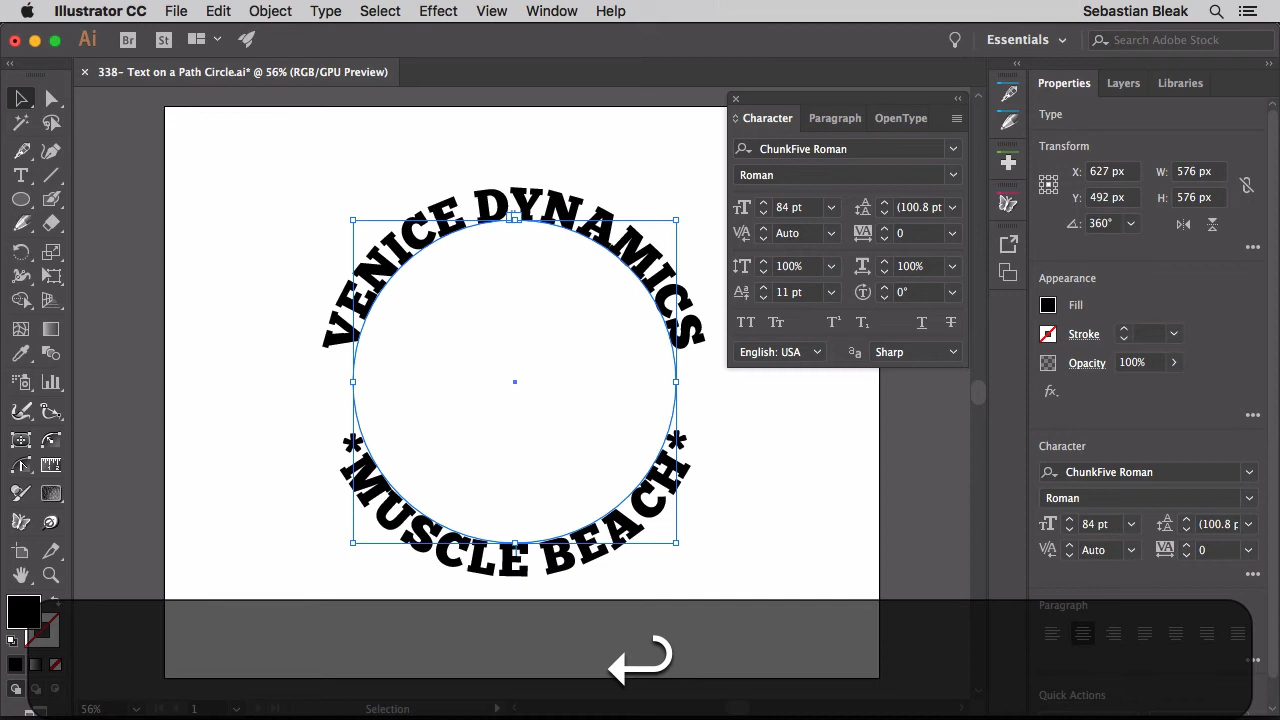 Illustrator CC File Edit Object Type Select Effect View Window Help Sebastian Bleak
Ai Br St Essentials Search Adobe Stock
338- Text on a Path Circle.ai* @ 56% (RGB/GPU Preview)
Properties Layers Libraries
Character Paragraph OpenType
Type
Transform
ChunkFive Roman
X: 627 px W: 576 px
Roman
Y: 492 px H: 576 px
84 pt (100.8 pt)
360°
Auto 0
100% 100%
11 pt 0°
English: USA Sharp
Appearance
Fill
Stroke
Opacity 100%
fx.
VENICE DYNAMICS
*MUSCLE BEACH*
Character
ChunkFive Roman
Roman
84 pt (100.8 p
Auto 0
Paragraph
Quick Actions
56% 1 Selection